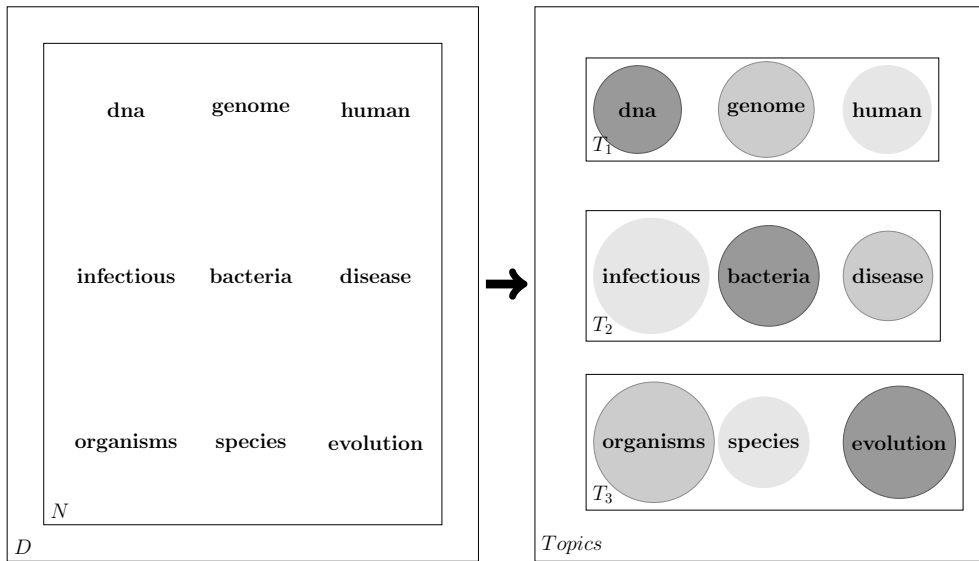 dna genome human
infectious bacteria disease
organisms species evolution
N
D
dna genome human
T1
infectious bacteria disease
T2
organisms species evolution
T3
Topics